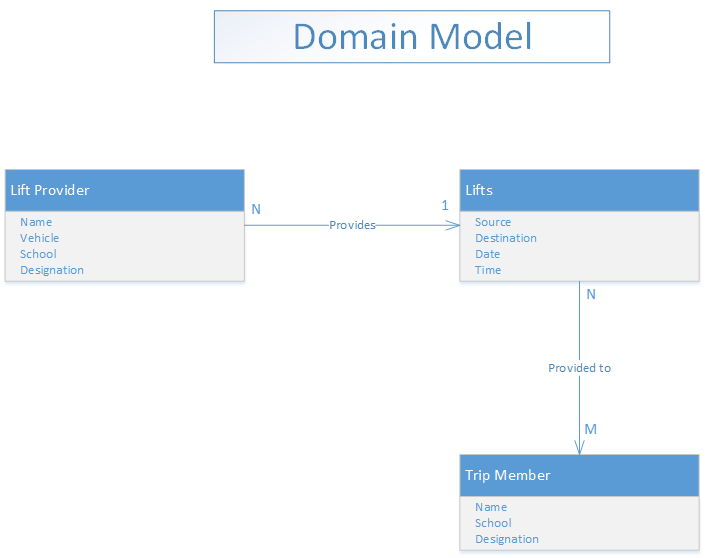 Domain Model
Lift Provider
Name
Vehicle
School
Designation
N
Provides
1
Lifts
Source
Destination
Date
Time
N
Provided to
M
Trip Member
Name
School
Designation